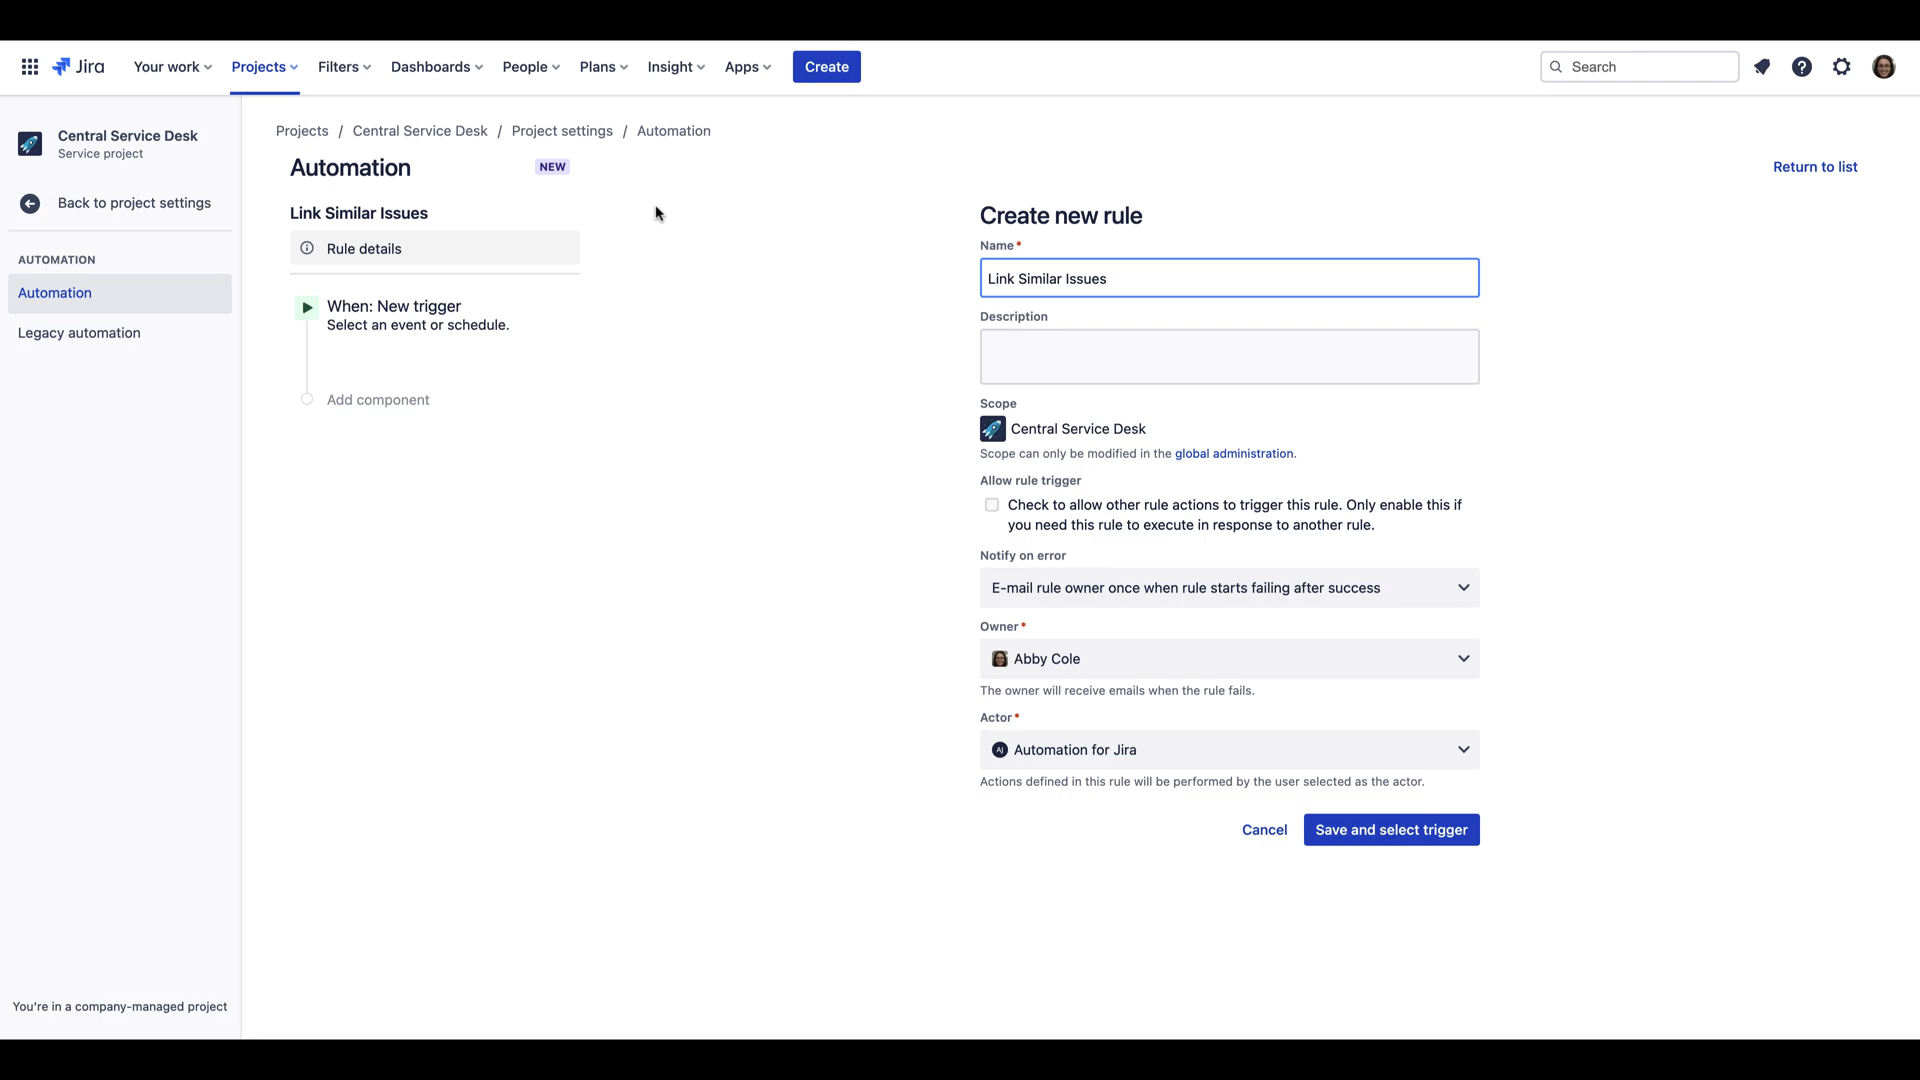 Jira
Your work
Projects
Filters
Dashboards
People
Plans
Insight
Apps
Create
Search
Central Service Desk
Service project
Back to project settings
AUTOMATION
Automation
Legacy automation
You're in a company-managed project
Projects / Central Service Desk / Project settings / Automation
Automation
NEW
Return to list
Link Similar Issues
Rule details
When: New trigger
Select an event or schedule.
Add component
Create new rule
Name*
Link Similar Issues
Description
Scope
Central Service Desk
Scope can only be modified in the global administration.
Allow rule trigger
Check to allow other rule actions to trigger this rule. Only enable this if
you need this rule to execute in response to another rule.
Notify on error
E-mail rule owner once when rule starts failing after success
Owner*
Abby Cole
The owner will receive emails when the rule fails.
Actor*
AJ Automation for Jira
Actions defined in this rule will be performed by the user selected as the actor.
Cancel
Save and select trigger